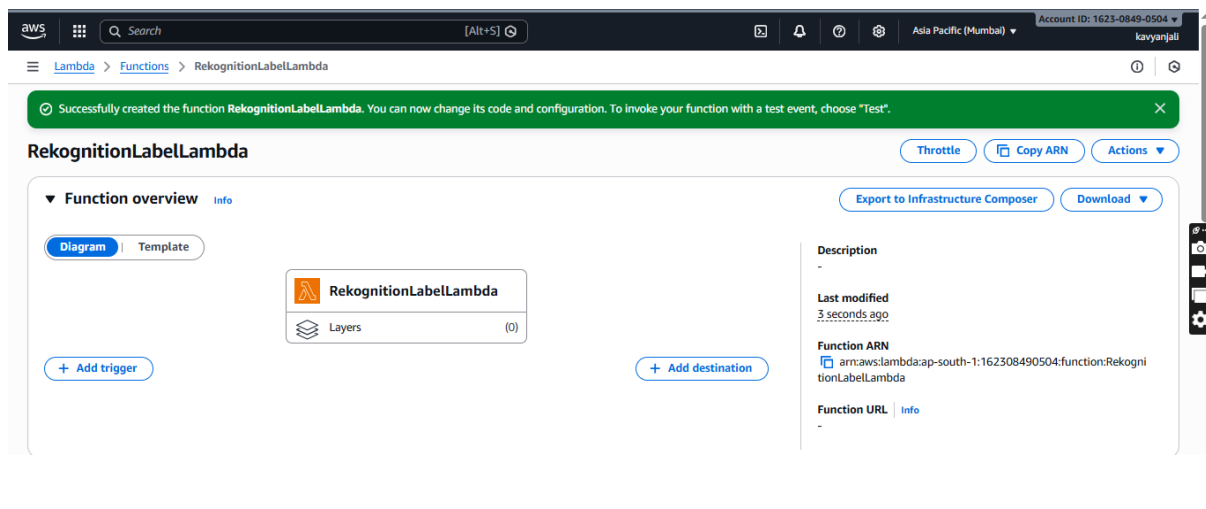 aws
Search
[Alt+S]
Asia Pacific (Mumbai) ▼
Account ID: 1623-0849-0504 ▼
kavyanjali
Lambda > Functions > RekognitionLabelLambda
Successfully created the function RekognitionLabelLambda. You can now change its code and configuration. To invoke your function with a test event, choose "Test".
RekognitionLabelLambda
Throttle
Copy ARN
Actions ▼
▼ Function overview Info
Export to Infrastructure Composer
Download ▼
Diagram | Template
RekognitionLabelLambda
Layers (0)
+ Add trigger
+ Add destination
Description
-
Last modified
3 seconds ago
Function ARN
arn:aws:lambda:ap-south-1:162308490504:function:Rekogni
tionLabelLambda
Function URL | Info
-